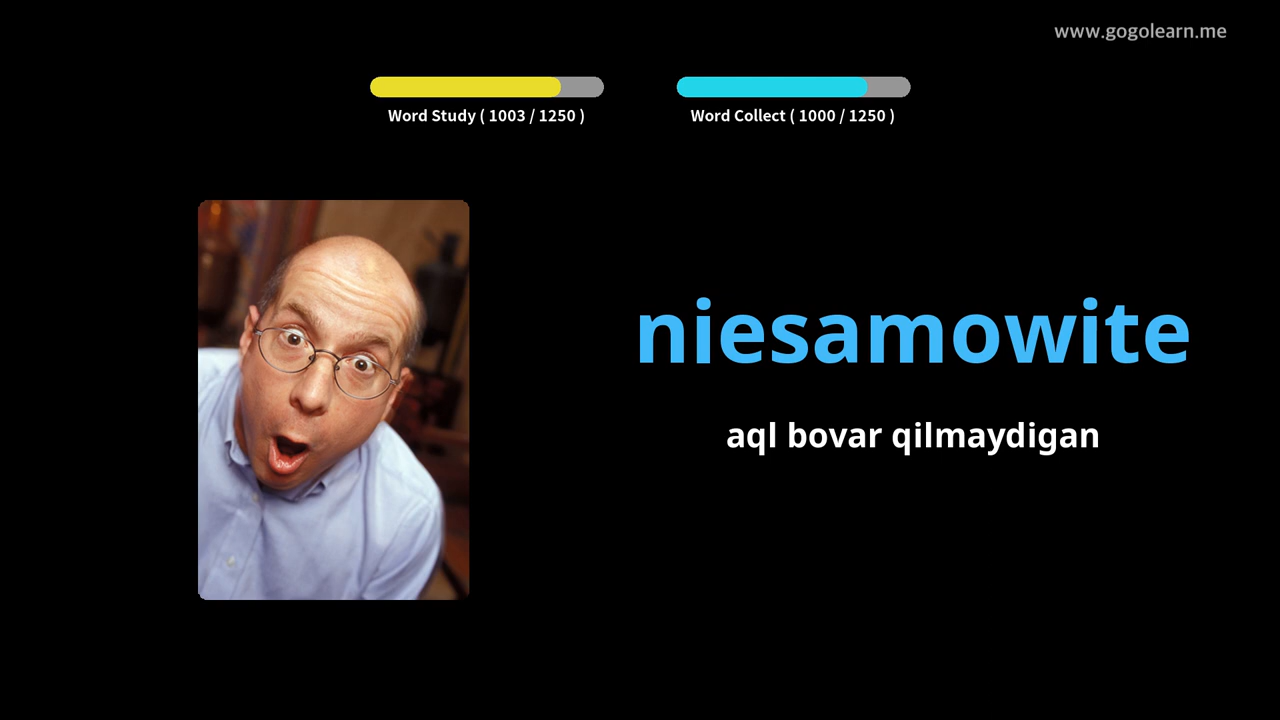 www.gogolearn.me
Word Study ( 1003 / 1250 )
Word Collect ( 1000 / 1250 )
niesamowite
aql bovar qilmaydigan